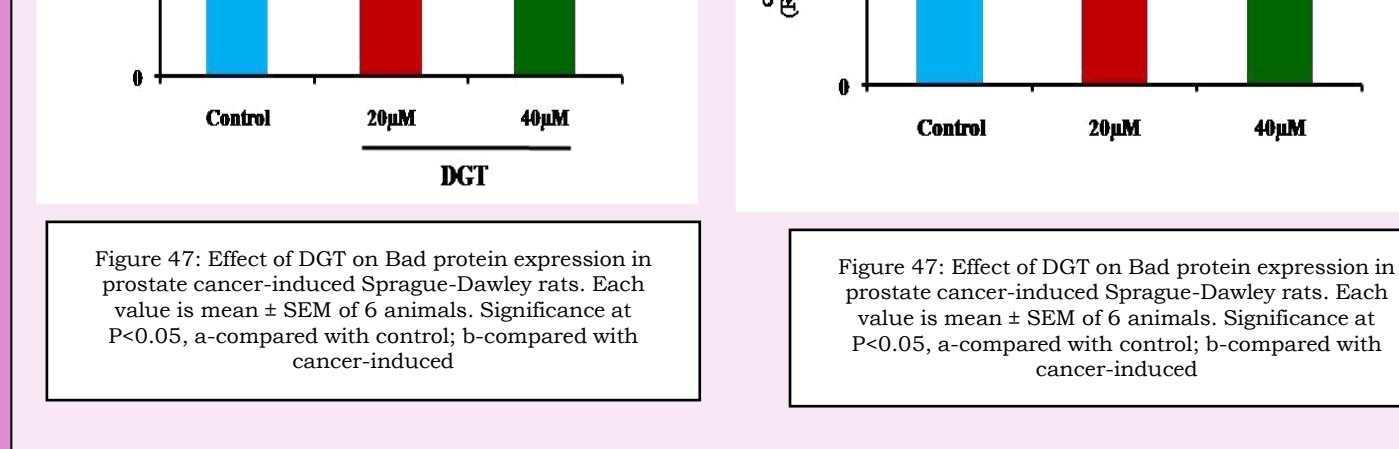 0
Control 20µM 40µM
DGT
Figure 47: Effect of DGT on Bad protein expression in
prostate cancer-induced Sprague-Dawley rats. Each
value is mean ± SEM of 6 animals. Significance at
P<0.05, a-compared with control; b-compared with
cancer-induced
0
Control 20µM 40µM
Figure 47: Effect of DGT on Bad protein expression in
prostate cancer-induced Sprague-Dawley rats. Each
value is mean ± SEM of 6 animals. Significance at
P<0.05, a-compared with control; b-compared with
cancer-induced